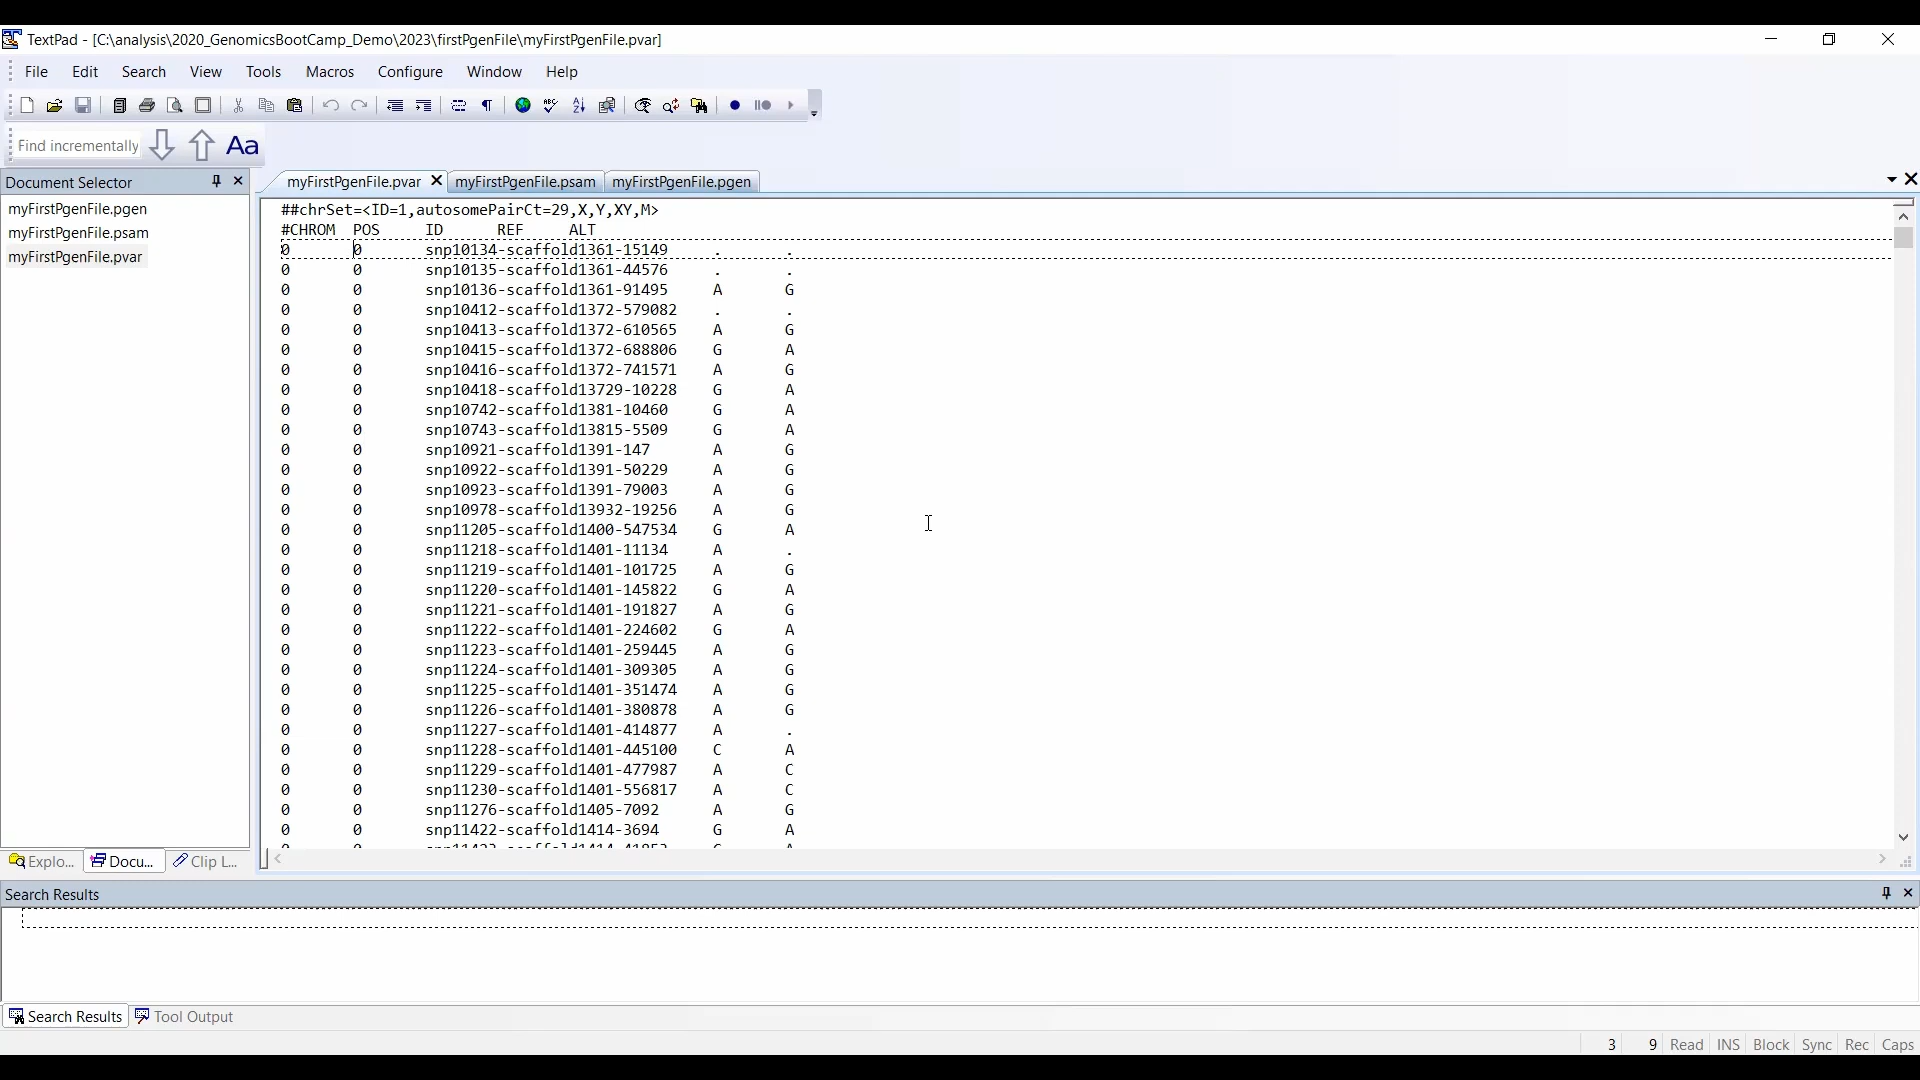 TextPad - [C:\analysis\2020_GenomicsBootCamp_Demo\2023\firstPgenFile\myFirstPgenFile.pvar]
File Edit Search View Tools Macros Configure Window Help
Find incrementally Aa
Document Selector
myFirstPgenFile.pgen
myFirstPgenFile.psam
myFirstPgenFile.pvar
myFirstPgenFile.pvar myFirstPgenFile.psam myFirstPgenFile.pgen
##chrSet=<ID=1,autosomePairCt=29,X,Y,XY,M>
#CHROM POS ID REF ALT
0 0 snp10134-scaffold1361-15149 . .
0 0 snp10135-scaffold1361-44576 . .
0 0 snp10136-scaffold1361-91495 A G
0 0 snp10412-scaffold1372-579082 . .
0 0 snp10413-scaffold1372-610565 A G
0 0 snp10415-scaffold1372-688806 G A
0 0 snp10416-scaffold1372-741571 A G
0 0 snp10418-scaffold13729-10228 G A
0 0 snp10742-scaffold1381-10460 G A
0 0 snp10743-scaffold13815-5509 G A
0 0 snp10921-scaffold1391-147 A G
0 0 snp10922-scaffold1391-50229 A G
0 0 snp10923-scaffold1391-79003 A G
0 0 snp10978-scaffold13932-19256 A G
0 0 snp11205-scaffold1400-547534 G A
0 0 snp11218-scaffold1401-11134 A .
0 0 snp11219-scaffold1401-101725 A G
0 0 snp11220-scaffold1401-145822 G A
0 0 snp11221-scaffold1401-191827 A G
0 0 snp11222-scaffold1401-224602 G A
0 0 snp11223-scaffold1401-259445 A G
0 0 snp11224-scaffold1401-309305 A G
0 0 snp11225-scaffold1401-351474 A G
0 0 snp11226-scaffold1401-380878 A G
0 0 snp11227-scaffold1401-414877 A .
0 0 snp11228-scaffold1401-445100 C A
0 0 snp11229-scaffold1401-477987 A C
0 0 snp11230-scaffold1401-556817 A C
0 0 snp11276-scaffold1405-7092 A G
0 0 snp11422-scaffold1414-3694 G A
Explo... Docu... Clip L...
Search Results
Search Results Tool Output
3 9 Read INS Block Sync Rec Caps